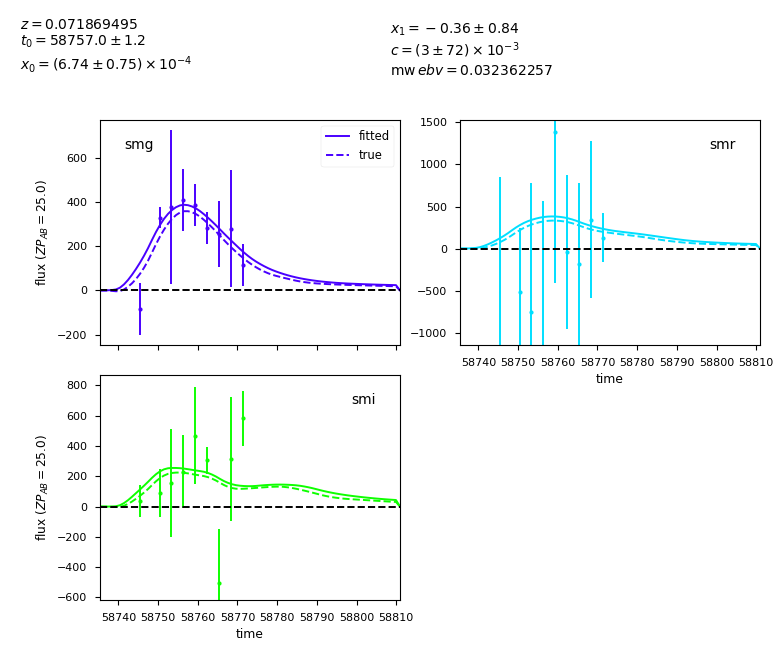 z = 0.071869495
t₀ = 58757.0 ± 1.2
x₀ = (6.74 ± 0.75) × 10⁻⁴
x₁ = −0.36 ± 0.84
c = (3 ± 72) × 10⁻³
mw ebv = 0.032362257
smg
fitted
true
600
400
200
0
−200
flux (ZP_AB = 25.0)
smr
1500
1000
500
0
−500
−1000
58740 58750 58760 58770 58780 58790 58800 58810
time
smi
800
600
400
200
0
−200
−400
−600
flux (ZP_AB = 25.0)
58740 58750 58760 58770 58780 58790 58800 58810
time